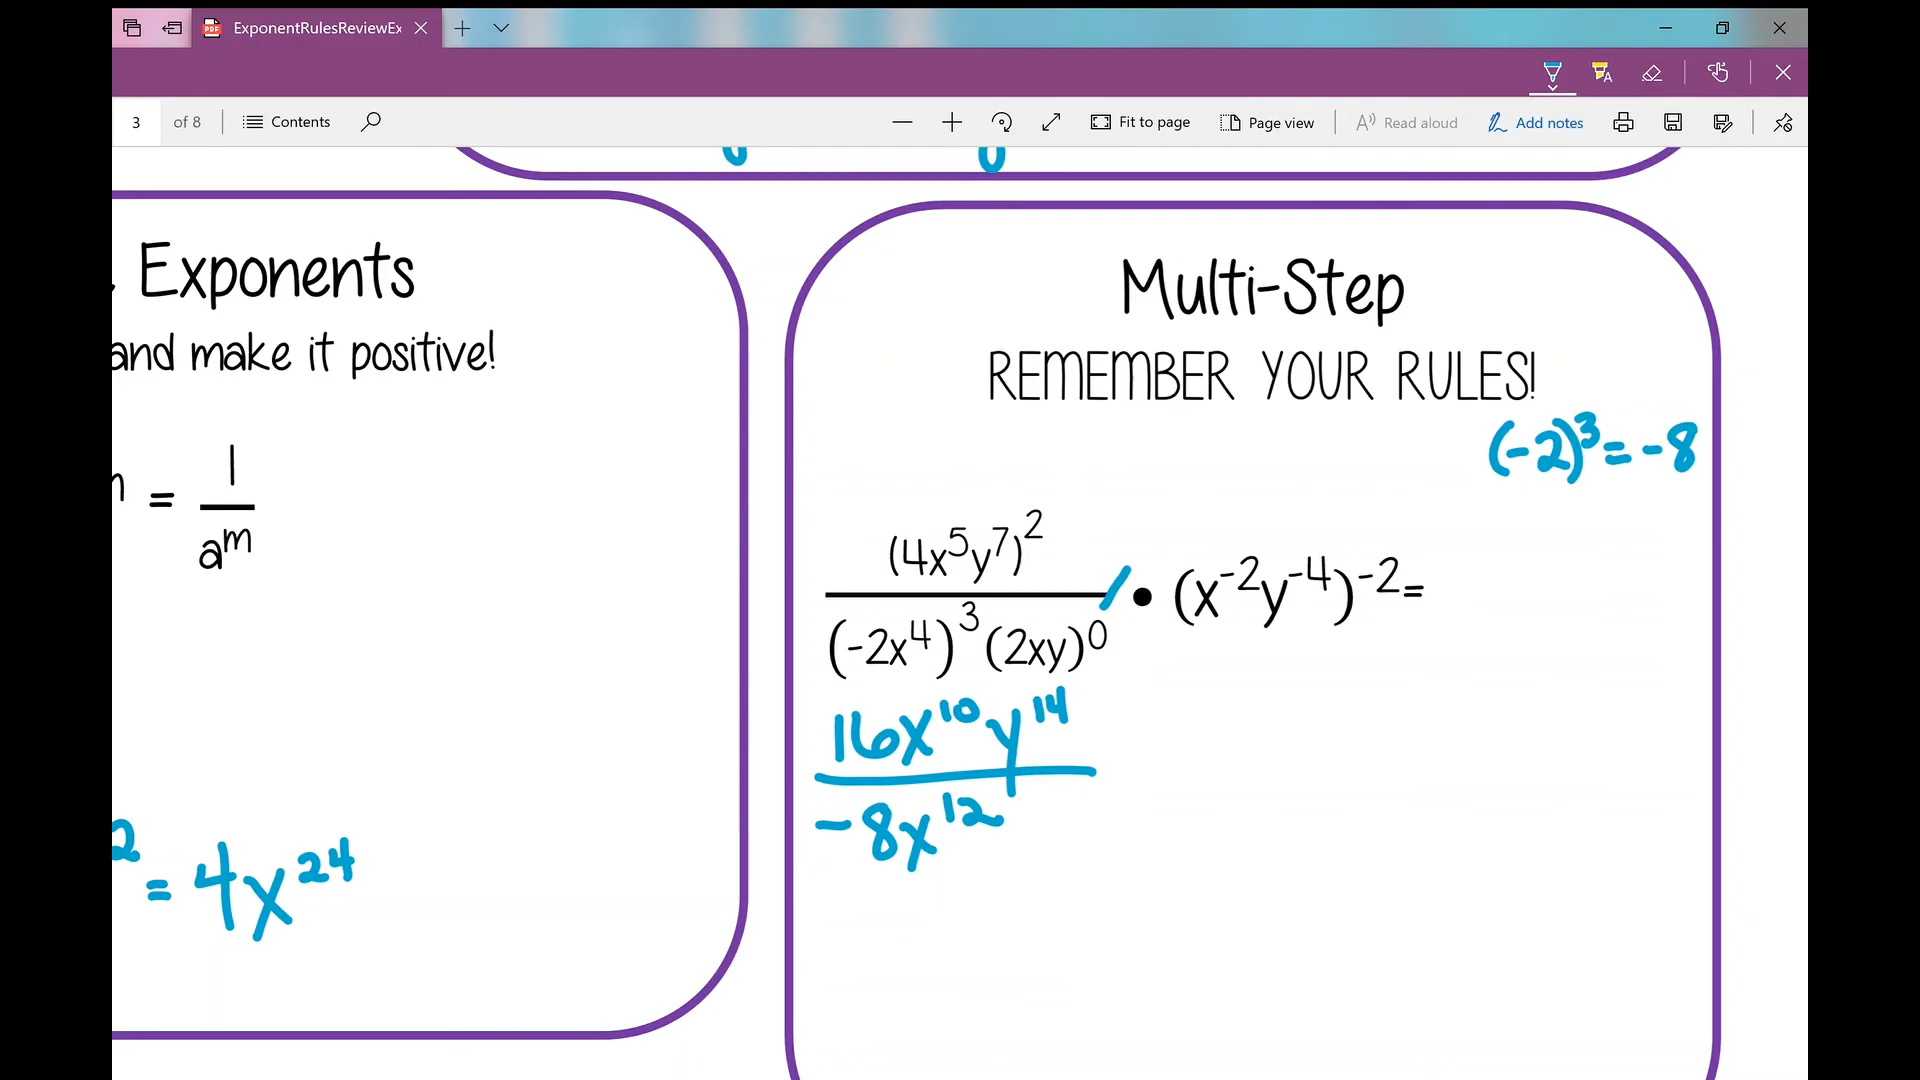 ExponentRulesReviewEx
3 of 8 Contents Fit to page Page view Read aloud Add notes
Exponents
and make it positive!
= 1/a^m
2 = 4x^24
Multi-Step
REMEMBER YOUR RULES!
(-2)^3 = -8
(4x^5y^7)^2
(-2x^4)^3(2xy)^0
• (x^-2y^-4)^-2=
16x^10y^14
-8x^12